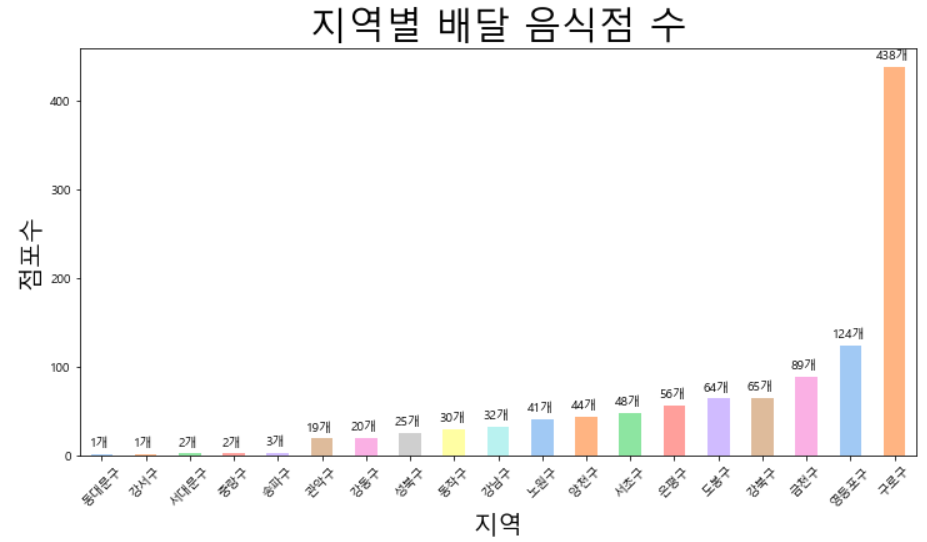 지역별 배달 음식점 수
점포수
400
300
200
100
0
1개 1개 2개 2개 3개 19개 20개 25개 30개 32개 41개 44개 48개 56개 64개 65개 89개 124개 438개
동대문구 강서구 서대문구 중랑구 송파구 관악구 강동구 성북구 동작구 강남구 노원구 양천구 서초구 은평구 도봉구 강북구 금천구 영등포구 구로구
지역